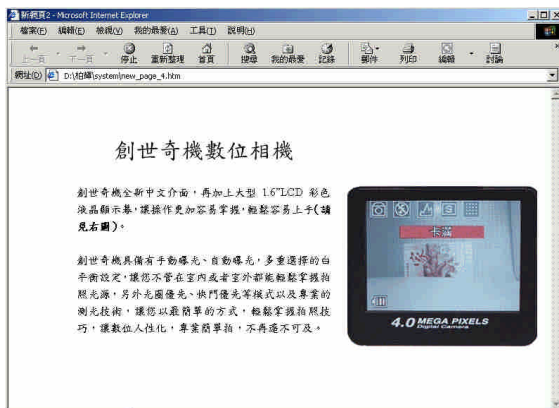 新網頁2 - Microsoft Internet Explorer
檔案(F) 編輯(E) 檢視(V) 我的最愛(A) 工具(T) 說明(H)
上一頁 下一頁 停止 重新整理 首頁 搜尋 我的最愛 記錄 郵件 列印 編輯 討論
網址(D) D:\柏緯\system\new_page_4.htm
創世奇機數位相機
創世奇機全新中文介面，再加上大型 1.6"LCD 彩色
液晶顯示幕，讓操作更加容易掌握，輕鬆容易上手(請
見右圖)。
創世奇機具備有手動曝光、自動曝光，多重選擇的白
平衡設定，讓您不管在室內或者室外都能輕鬆掌握拍
照光源，另外光圈優先、快門優先等模式以及專業的
測光技術，讓您以最簡單的方式，輕鬆掌握拍照技
巧，讓數位人性化，專業簡單拍，不再遙不可及。
卡滿
4.0 MEGA PIXELS
Digital Camera